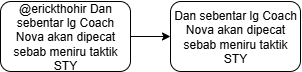 @erickthohir Dan
sebentar lg Coach
Nova akan dipecat
sebab meniru taktik
STY
Dan sebentar lg Coach
Nova akan dipecat
sebab meniru taktik
STY